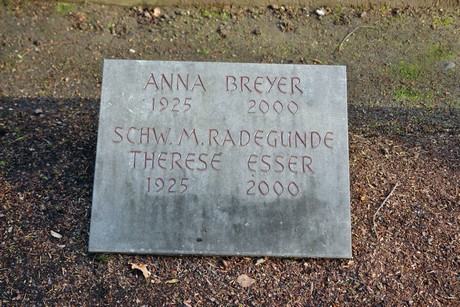 ANNA BREYER
1925 2000
SCHW. M. RADEGUNDE
THERESE ESSER
1925 2000